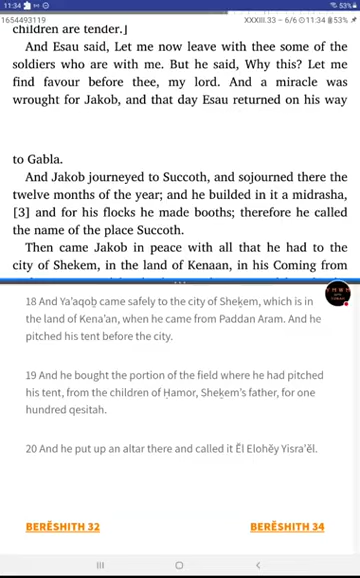 11:34
53%
1654493119
XXXIII.33 – 6/6 11:34 53%
children are tender.]
And Esau said, Let me now leave with thee some of the
soldiers who are with me. But he said, Why this? Let me
find favour before thee, my lord. And a miracle was
wrought for Jakob, and that day Esau returned on his way
to Gabla.
And Jakob journeyed to Succoth, and sojourned there the
twelve months of the year; and he builded in it a midrasha,
[3] and for his flocks he made booths; therefore he called
the name of the place Succoth.
Then came Jakob in peace with all that he had to the
city of Shekem, in the land of Kenaan, in his Coming from
18 And Ya’aqoḇ came safely to the city of Sheḵem, which is in
the land of Kena’an, when he came from Paddan Aram. And he
pitched his tent before the city.
19 And he bought the portion of the field where he had pitched
his tent, from the children of Ḥamor, Sheḵem’s father, for one
hundred qesitah.
20 And he put up an altar there and called it Ěl Elohěy Yisra’ěl.
BERĚSHITH 32
BERĚSHITH 34